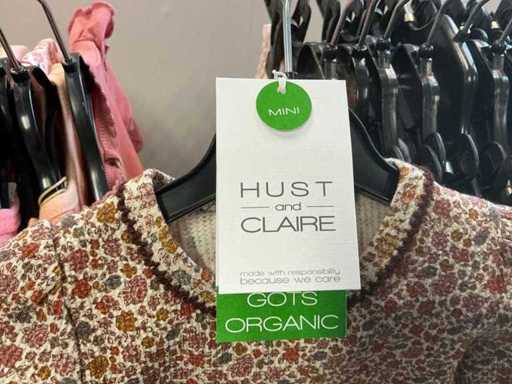 MINI
HUST
and
CLAIRE
made with responsibility
because we care
GOTS
ORGANIC